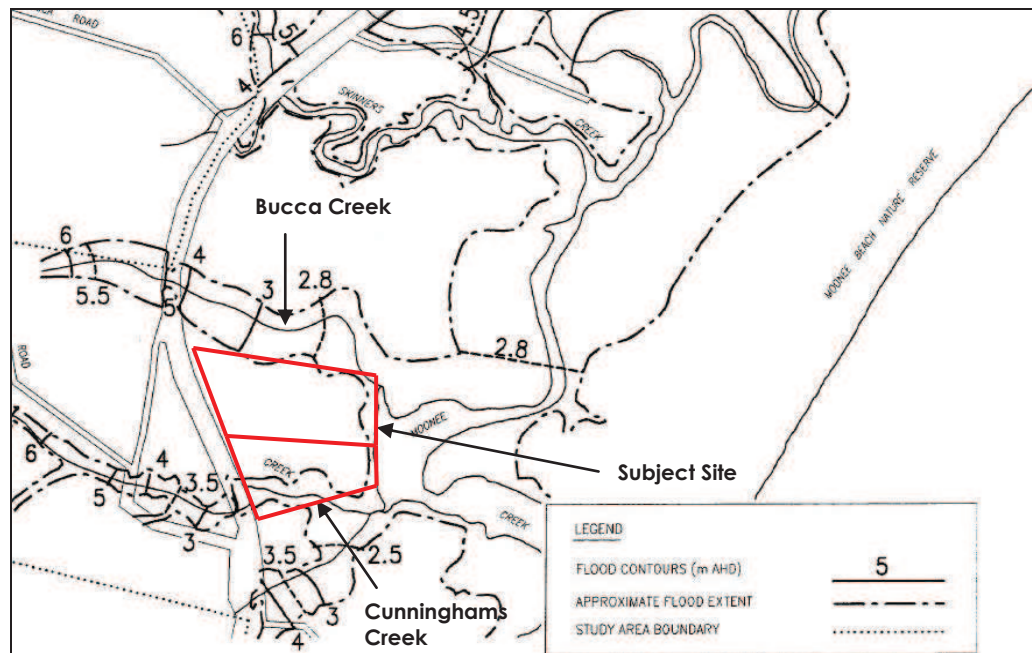 ROAD
6
5
4.5
4
SKINNERS
CREEK
MOONEE BEACH NATURE RESERVE
Bucca Creek
6
4
5.5
5
3
2.8
2.8
ROAD
MOONEE
Subject Site
CREEK
6
4
5
3.5
3
CREEK
3.5
2.5
3
4
Cunninghams
Creek
LEGEND
FLOOD CONTOURS (m AHD)
5
APPROXIMATE FLOOD EXTENT
STUDY AREA BOUNDARY